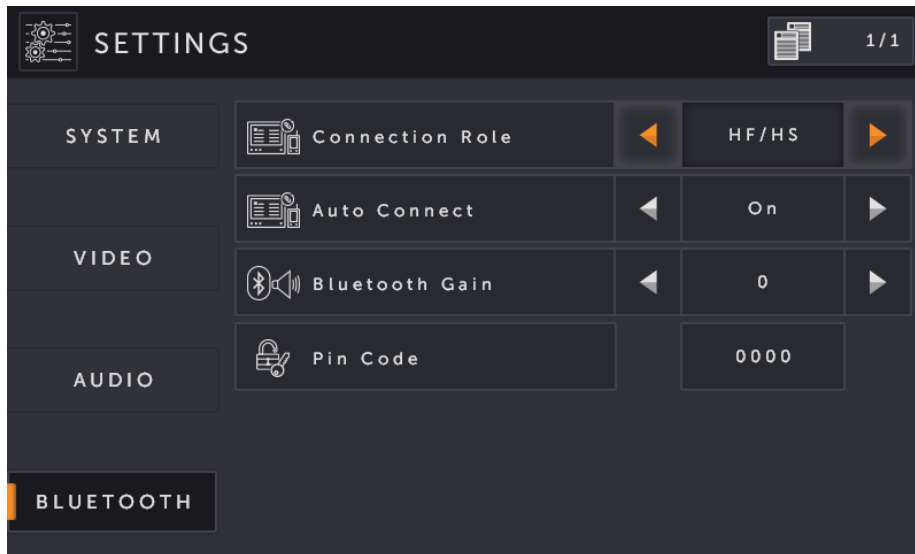 SETTINGS
1/1
SYSTEM
VIDEO
AUDIO
BLUETOOTH
Connection Role
HF/HS
Auto Connect
On
Bluetooth Gain
0
Pin Code
0000